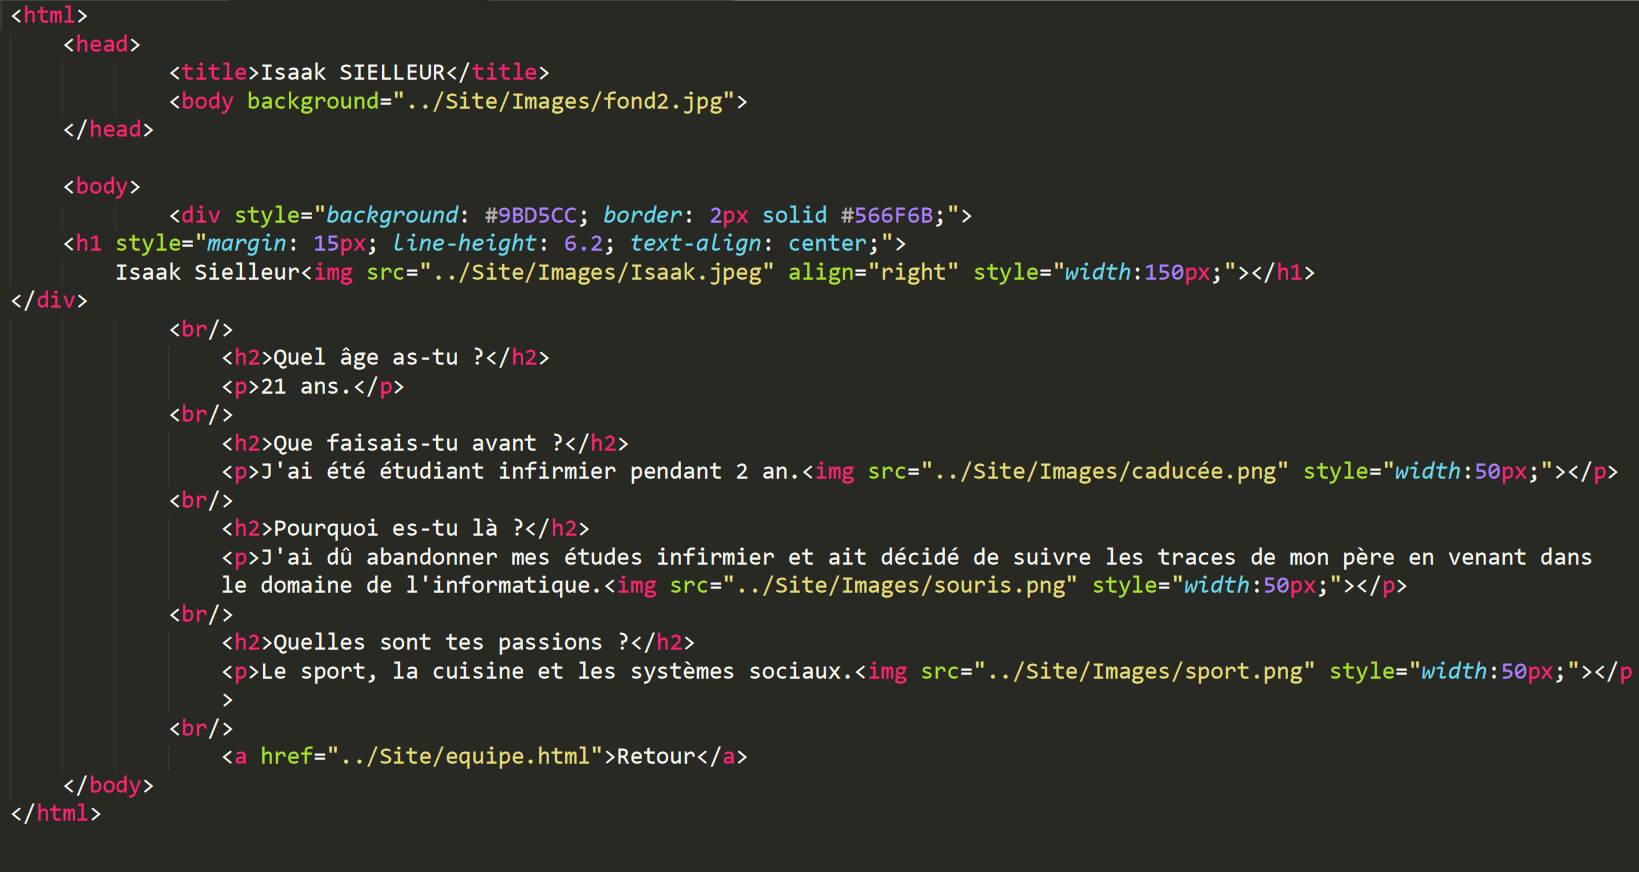 <html>
<head>
<title>Isaak SIELLEUR</title>
<body background="../Site/Images/fond2.jpg">
</head>
<body>
<div style="background: #9BD5CC; border: 2px solid #566F6B;">
<h1 style="margin: 15px; line-height: 6.2; text-align: center;">
Isaak Sielleur<img src="../Site/Images/Isaak.jpeg" align="right" style="width:150px;"></h1>
</div>
<br/>
<h2>Quel âge as-tu ?</h2>
<p>21 ans.</p>
<br/>
<h2>Que faisais-tu avant ?</h2>
<p>J'ai été étudiant infirmier pendant 2 an.<img src="../Site/Images/caducée.png" style="width:50px;"></p>
<br/>
<h2>Pourquoi es-tu là ?</h2>
<p>J'ai dû abandonner mes études infirmier et ait décidé de suivre les traces de mon père en venant dans
le domaine de l'informatique.<img src="../Site/Images/souris.png" style="width:50px;"></p>
<br/>
<h2>Quelles sont tes passions ?</h2>
<p>Le sport, la cuisine et les systèmes sociaux.<img src="../Site/Images/sport.png" style="width:50px;"></p
>
<br/>
<a href="../Site/equipe.html">Retour</a>
</body>
</html>